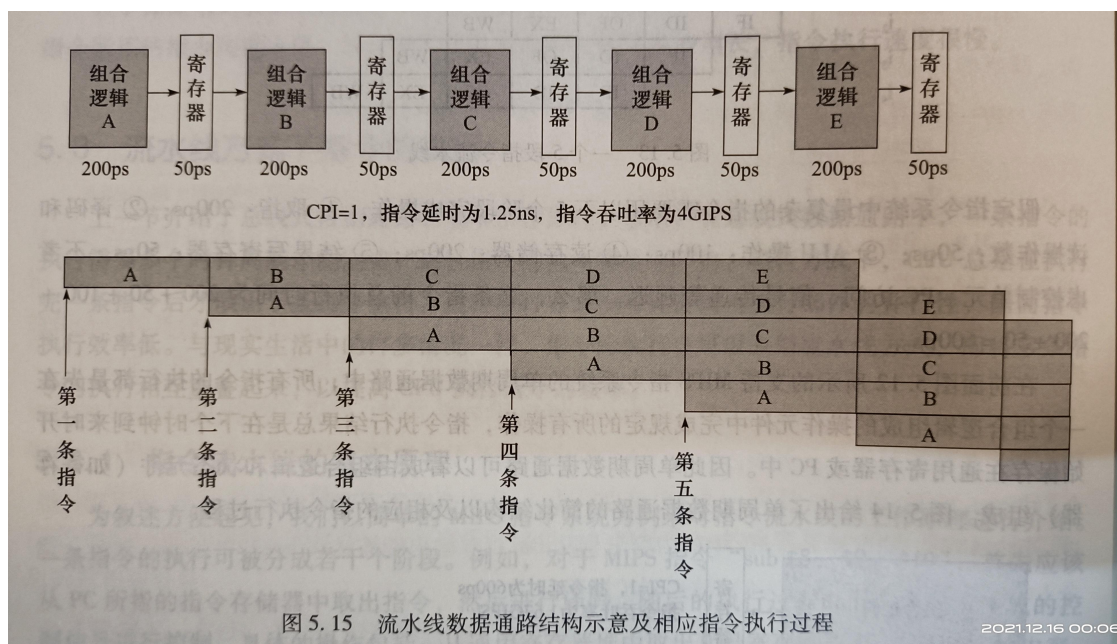 组合逻辑A
寄存器
组合逻辑B
寄存器
组合逻辑C
寄存器
组合逻辑D
寄存器
组合逻辑E
寄存器
200ps 50ps 200ps 50ps 200ps 50ps 200ps 50ps 200ps 50ps
CPI=1，指令延时为1.25ns，指令吞吐率为4GIPS
A B C D E
A B C D E
A B C D
A B C
A B
A
第一条指令
第二条指令
第三条指令
第四条指令
第五条指令
图 5.15 流水线数据通路结构示意及相应指令执行过程
2021.12.16 00:06